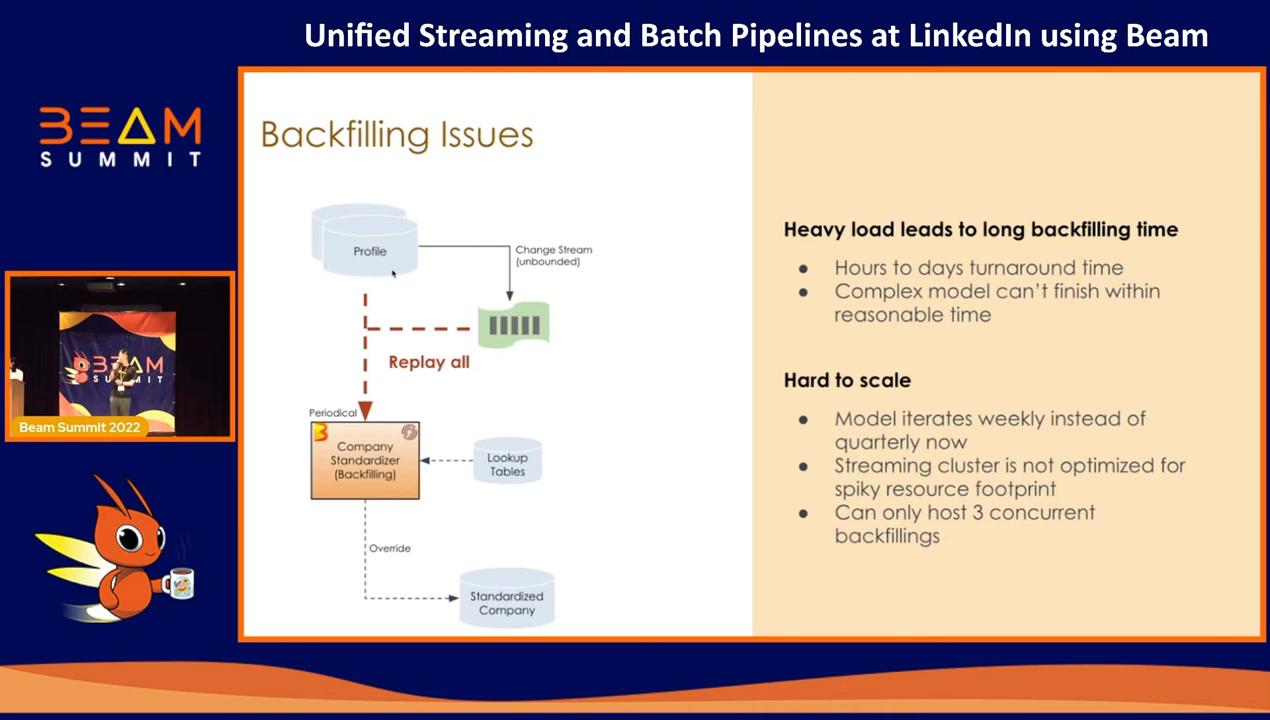 Unified Streaming and Batch Pipelines at LinkedIn using Beam
BEAM
SUMMIT
Backfilling Issues
Profile
Change Stream
(unbounded)
Replay all
Periodical
Company
Standardizer
(Backfilling)
Lookup
Tables
Override
Standardized
Company
Heavy load leads to long backfilling time
● Hours to days turnaround time
● Complex model can't finish within
reasonable time
Hard to scale
● Model iterates weekly instead of
quarterly now
● Streaming cluster is not optimized for
spiky resource footprint
● Can only host 3 concurrent
backfillings
BEAM
SUMMIT
Beam Summit 2022